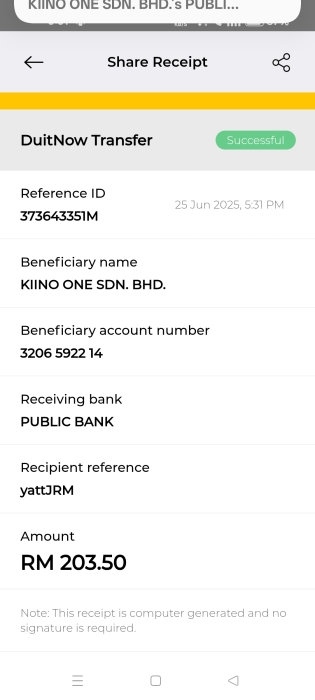 KIINO ONE SDN. BHD.'s PUBLI...
Share Receipt
DuitNow Transfer
Successful
Reference ID
25 Jun 2025, 5:31 PM
373643351M
Beneficiary name
KIINO ONE SDN. BHD.
Beneficiary account number
3206 5922 14
Receiving bank
PUBLIC BANK
Recipient reference
yattJRM
Amount
RM 203.50
Note: This receipt is computer generated and no
signature is required.